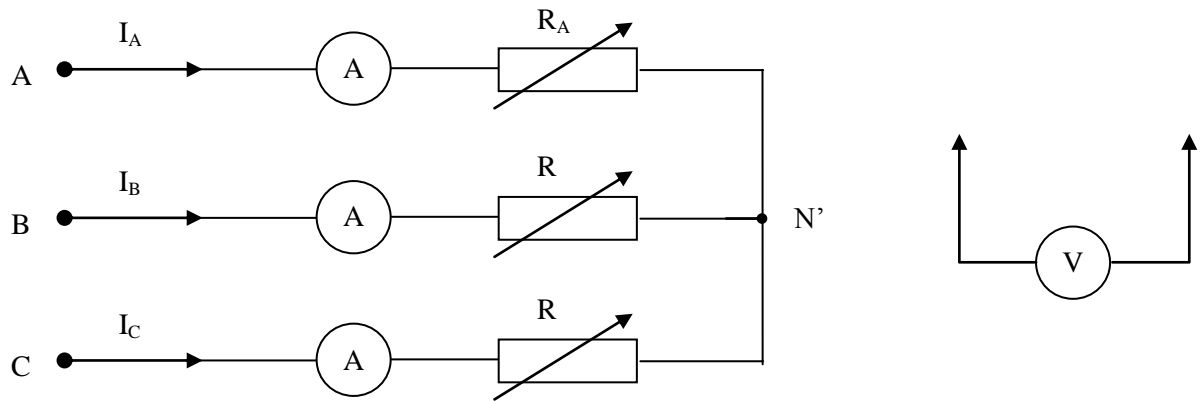 I_A R_A
A A
I_B R
B A N’
V
I_C R
C A